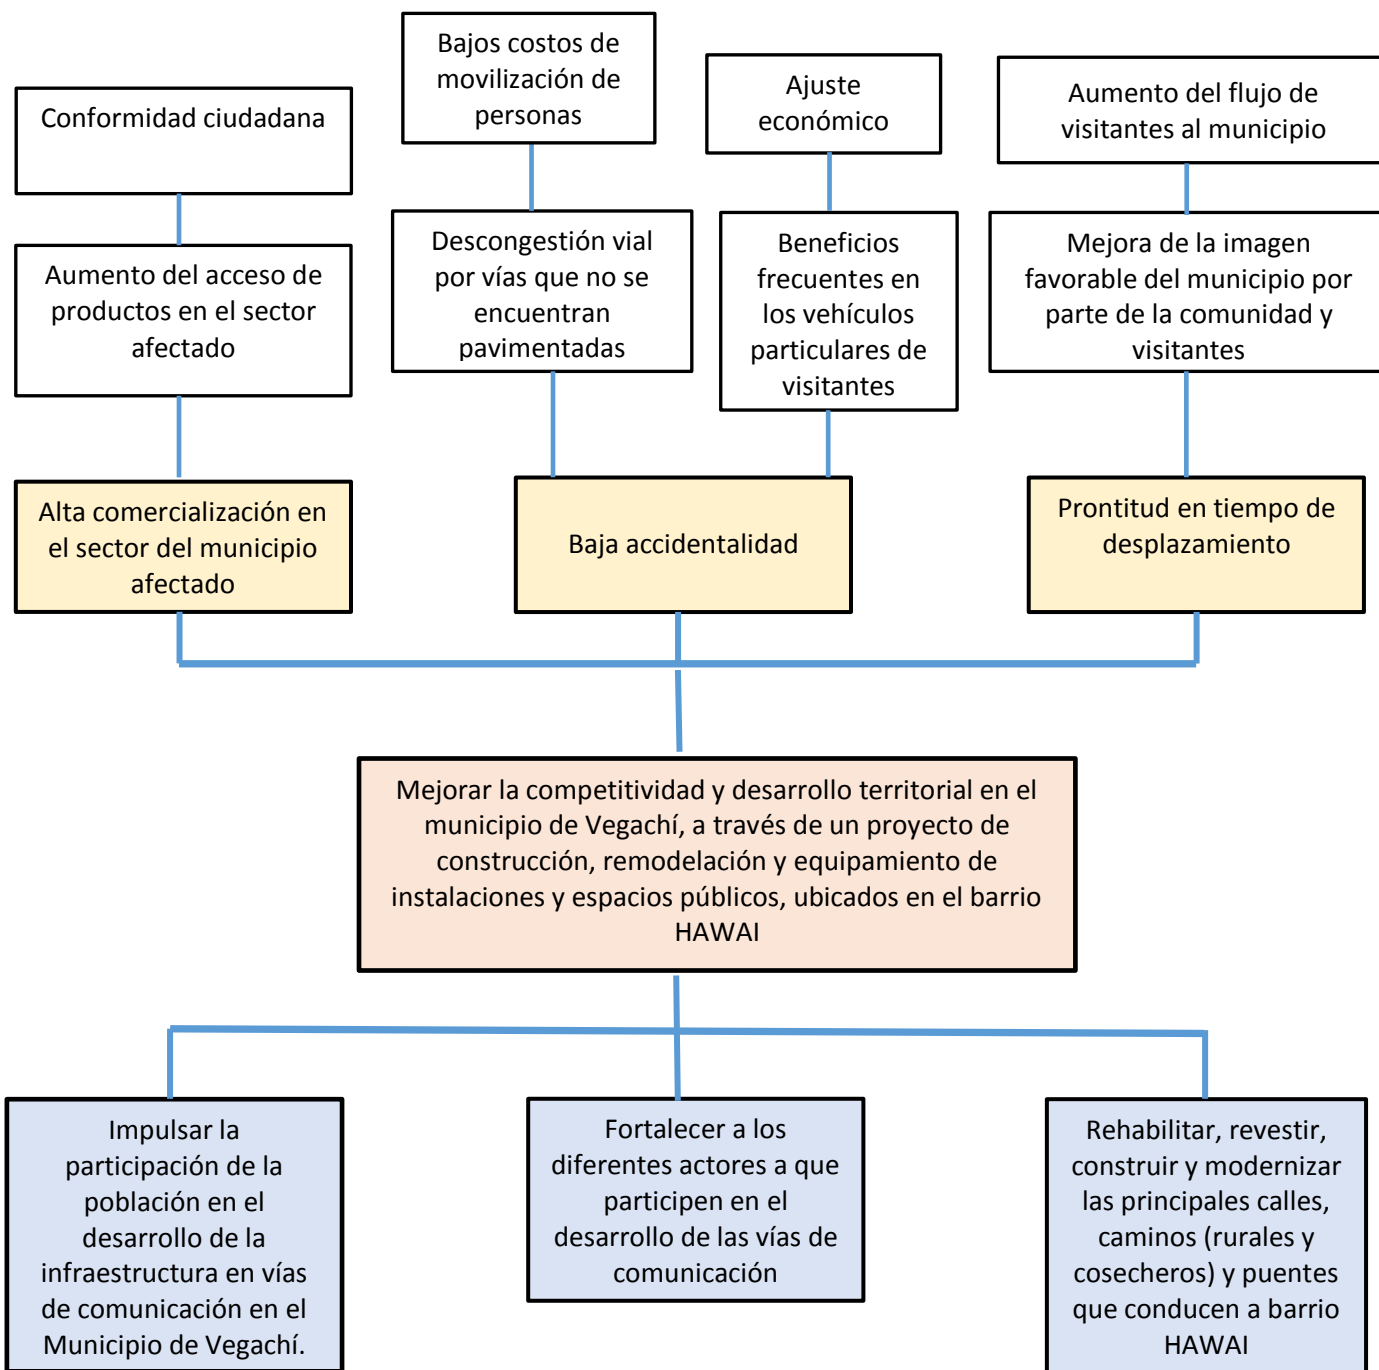 Bajos costos de
movilización de
personas
Ajuste
económico
Aumento del flujo de
visitantes al municipio
Conformidad ciudadana
Descongestión vial
por vías que no se
encuentran
pavimentadas
Beneficios
frecuentes en
los vehículos
particulares de
visitantes
Mejora de la imagen
favorable del municipio por
parte de la comunidad y
visitantes
Aumento del acceso de
productos en el sector
afectado
Alta comercialización en
el sector del municipio
afectado
Baja accidentalidad
Prontitud en tiempo de
desplazamiento
Mejorar la competitividad y desarrollo territorial en el
municipio de Vegachí, a través de un proyecto de
construcción, remodelación y equipamiento de
instalaciones y espacios públicos, ubicados en el barrio
HAWAI
Impulsar la
participación de la
población en el
desarrollo de la
infraestructura en vías
de comunicación en el
Municipio de Vegachí.
Fortalecer a los
diferentes actores a que
participen en el
desarrollo de las vías de
comunicación
Rehabilitar, revestir,
construir y modernizar
las principales calles,
caminos (rurales y
cosecheros) y puentes
que conducen a barrio
HAWAI